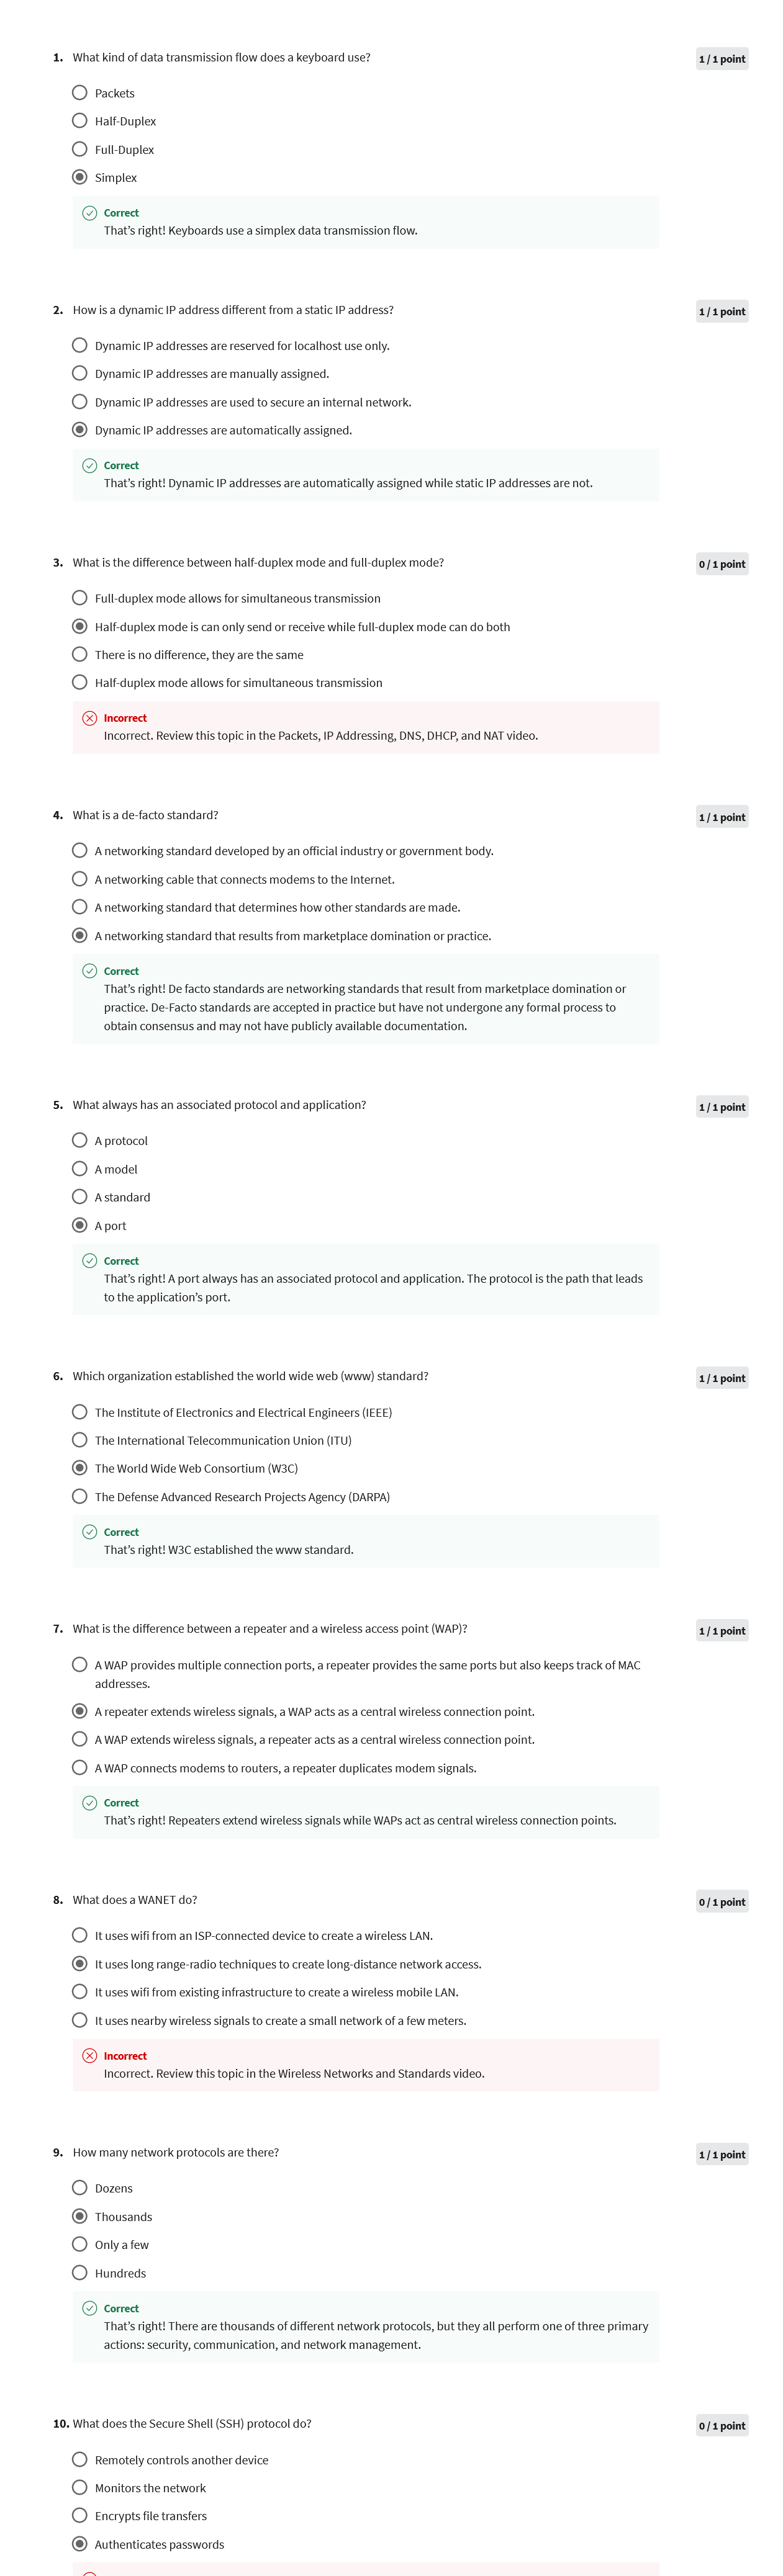 1. What kind of data transmission flow does a keyboard use?
1 / 1 point
Packets
Half-Duplex
Full-Duplex
Simplex
Correct
That’s right! Keyboards use a simplex data transmission flow.
2. How is a dynamic IP address different from a static IP address?
1 / 1 point
Dynamic IP addresses are reserved for localhost use only.
Dynamic IP addresses are manually assigned.
Dynamic IP addresses are used to secure an internal network.
Dynamic IP addresses are automatically assigned.
Correct
That’s right! Dynamic IP addresses are automatically assigned while static IP addresses are not.
3. What is the difference between half-duplex mode and full-duplex mode?
0 / 1 point
Full-duplex mode allows for simultaneous transmission
Half-duplex mode is can only send or receive while full-duplex mode can do both
There is no difference, they are the same
Half-duplex mode allows for simultaneous transmission
Incorrect
Incorrect. Review this topic in the Packets, IP Addressing, DNS, DHCP, and NAT video.
4. What is a de-facto standard?
1 / 1 point
A networking standard developed by an official industry or government body.
A networking cable that connects modems to the Internet.
A networking standard that determines how other standards are made.
A networking standard that results from marketplace domination or practice.
Correct
That’s right! De facto standards are networking standards that result from marketplace domination or
practice. De-Facto standards are accepted in practice but have not undergone any formal process to
obtain consensus and may not have publicly available documentation.
5. What always has an associated protocol and application?
1 / 1 point
A protocol
A model
A standard
A port
Correct
That’s right! A port always has an associated protocol and application. The protocol is the path that leads
to the application’s port.
6. Which organization established the world wide web (www) standard?
1 / 1 point
The Institute of Electronics and Electrical Engineers (IEEE)
The International Telecommunication Union (ITU)
The World Wide Web Consortium (W3C)
The Defense Advanced Research Projects Agency (DARPA)
Correct
That’s right! W3C established the www standard.
7. What is the difference between a repeater and a wireless access point (WAP)?
1 / 1 point
A WAP provides multiple connection ports, a repeater provides the same ports but also keeps track of MAC
addresses.
A repeater extends wireless signals, a WAP acts as a central wireless connection point.
A WAP extends wireless signals, a repeater acts as a central wireless connection point.
A WAP connects modems to routers, a repeater duplicates modem signals.
Correct
That’s right! Repeaters extend wireless signals while WAPs act as central wireless connection points.
8. What does a WANET do?
0 / 1 point
It uses wifi from an ISP-connected device to create a wireless LAN.
It uses long range-radio techniques to create long-distance network access.
It uses wifi from existing infrastructure to create a wireless mobile LAN.
It uses nearby wireless signals to create a small network of a few meters.
Incorrect
Incorrect. Review this topic in the Wireless Networks and Standards video.
9. How many network protocols are there?
1 / 1 point
Dozens
Thousands
Only a few
Hundreds
Correct
That’s right! There are thousands of different network protocols, but they all perform one of three primary
actions: security, communication, and network management.
10. What does the Secure Shell (SSH) protocol do?
0 / 1 point
Remotely controls another device
Monitors the network
Encrypts file transfers
Authenticates passwords